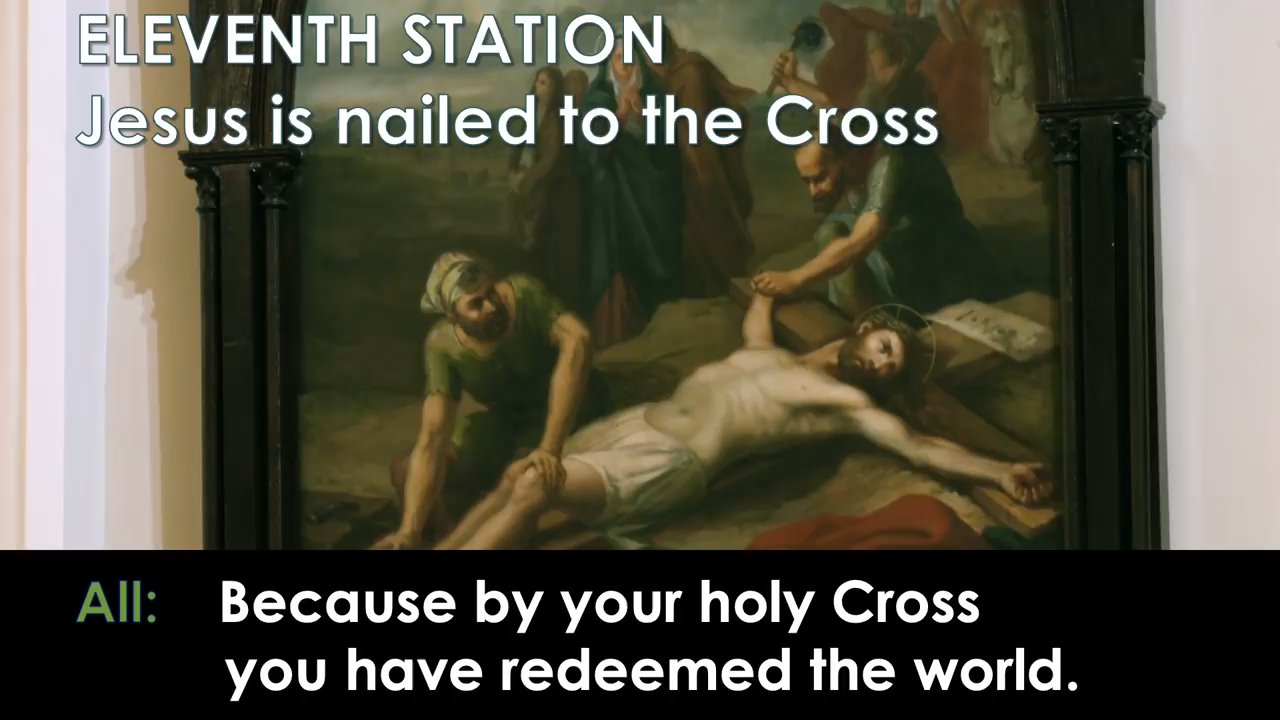 ELEVENTH STATION
Jesus is nailed to the Cross
All: Because by your holy Cross
you have redeemed the world.